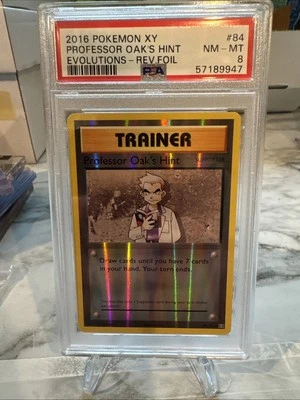 2016 POKEMON XY #84
PROFESSOR OAK'S HINT NM-MT
EVOLUTIONS-REV.FOIL 8
PSA 57189947
TRAINER
Professor Oak's Hint
Draw cards until you have 7 cards
in your hand. Your turn ends.